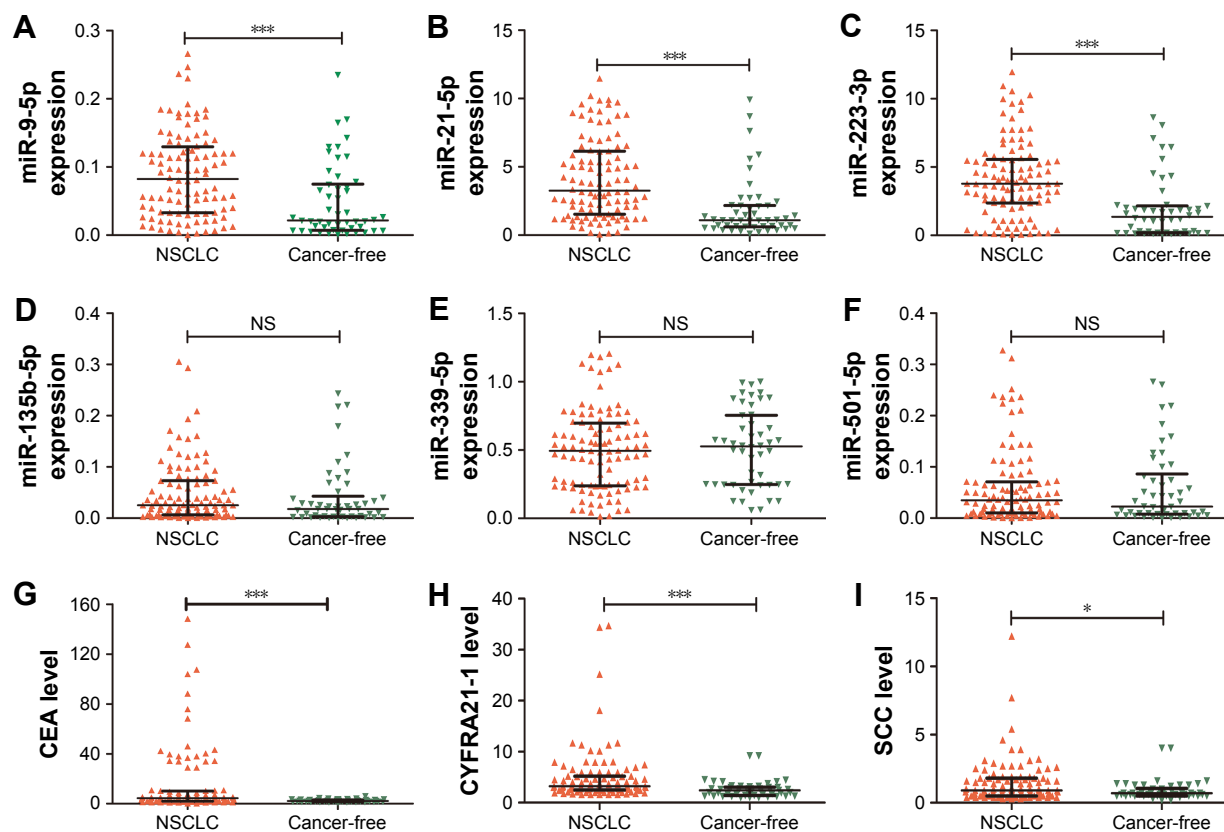 A
miR-9-5p
expression
0.3
0.2
0.1
0.0
***
NSCLC
Cancer-free
B
miR-21-5p
expression
15
10
5
0
***
NSCLC
Cancer-free
C
miR-223-3p
expression
15
10
5
0
***
NSCLC
Cancer-free
D
miR-135b-5p
expression
0.4
0.3
0.2
0.1
0.0
NS
NSCLC
Cancer-free
E
miR-339-5p
expression
1.5
1.0
0.5
0.0
NS
NSCLC
Cancer-free
F
miR-501-5p
expression
0.4
0.3
0.2
0.1
0.0
NS
NSCLC
Cancer-free
G
CEA level
160
120
80
40
0
***
NSCLC
Cancer-free
H
CYFRA21-1 level
40
30
20
10
0
***
NSCLC
Cancer-free
I
SCC level
15
10
5
0
*
NSCLC
Cancer-free